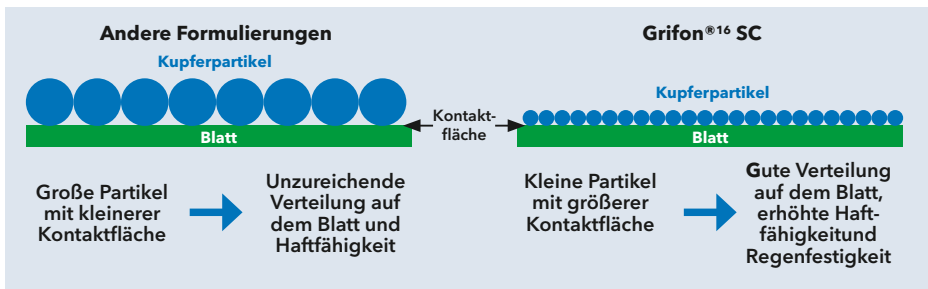 Andere Formulierungen
Kupferpartikel
Blatt
Große Partikel
mit kleinerer
Kontaktfläche
Unzureichende
Verteilung auf
dem Blatt und
Haftfähigkeit
Kontakt-
fläche
Grifon®16 SC
Kupferpartikel
Blatt
Kleine Partikel
mit größerer
Kontaktfläche
Gute Verteilung
auf dem Blatt,
erhöhte Haft-
fähigkeitund
Regenfestigkeit